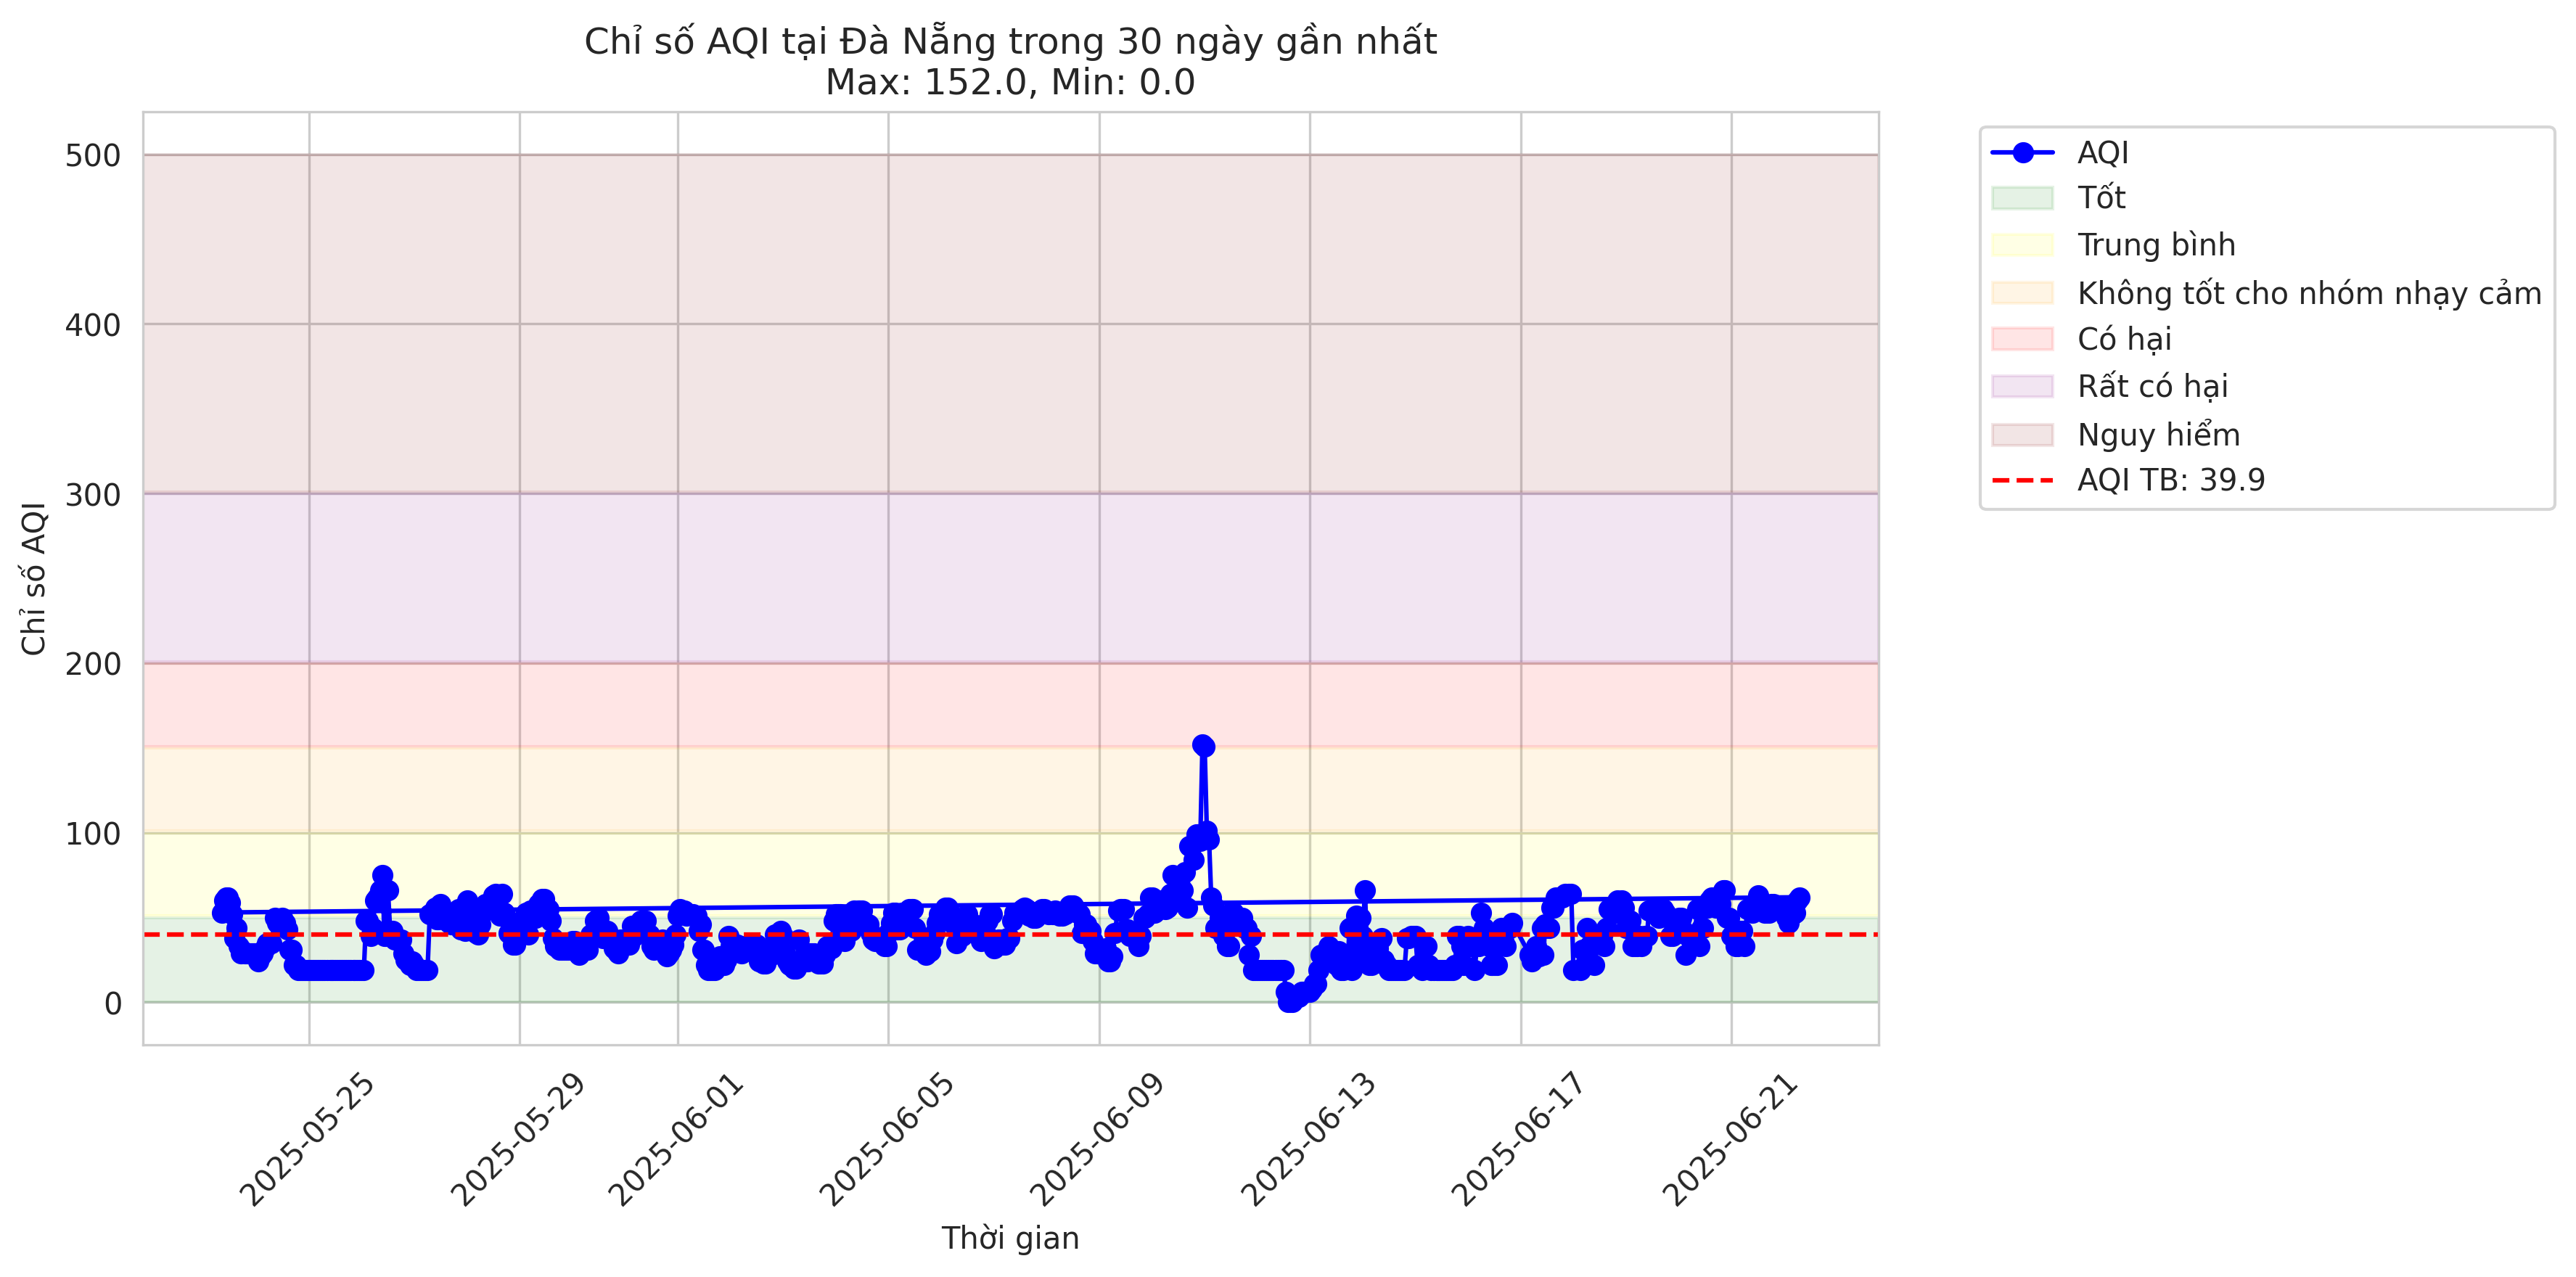 Chỉ số AQI tại Đà Nẵng trong 30 ngày gần nhất
Max: 152.0, Min: 0.0
Chỉ số AQI
500
400
300
200
100
0
2025-05-25
2025-05-29
2025-06-01
2025-06-05
2025-06-09
2025-06-13
2025-06-17
2025-06-21
Thời gian
AQI
Tốt
Trung bình
Không tốt cho nhóm nhạy cảm
Có hại
Rất có hại
Nguy hiểm
AQI TB: 39.9